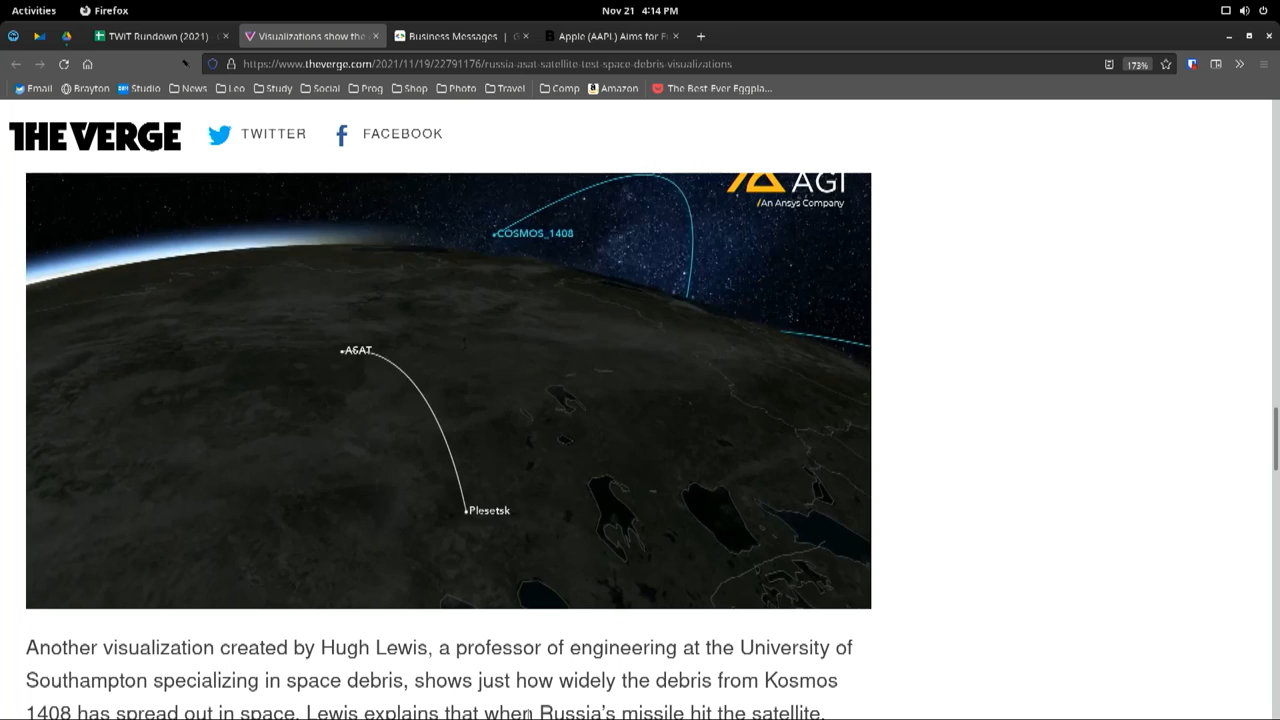 Activities Firefox Nov 21 4:14 PM
TWiT Rundown (2021) - Visualizations show the Business Messages | G Apple (AAPL) Aims for F
https://www.theverge.com/2021/11/19/22791176/russia-asat-satellite-test-space-debris-visualizations 173%
Email Brayton Studio News Leo Study Social Prog Shop Photo Travel Comp Amazon The Best Ever Eggpla...
THE VERGE TWITTER FACEBOOK
AGI
An Ansys Company
COSMOS_1408
ASAT
Plesetsk
Another visualization created by Hugh Lewis, a professor of engineering at the University of
Southampton specializing in space debris, shows just how widely the debris from Kosmos
1408 has spread out in space. Lewis explains that when Russia's missile hit the satellite,